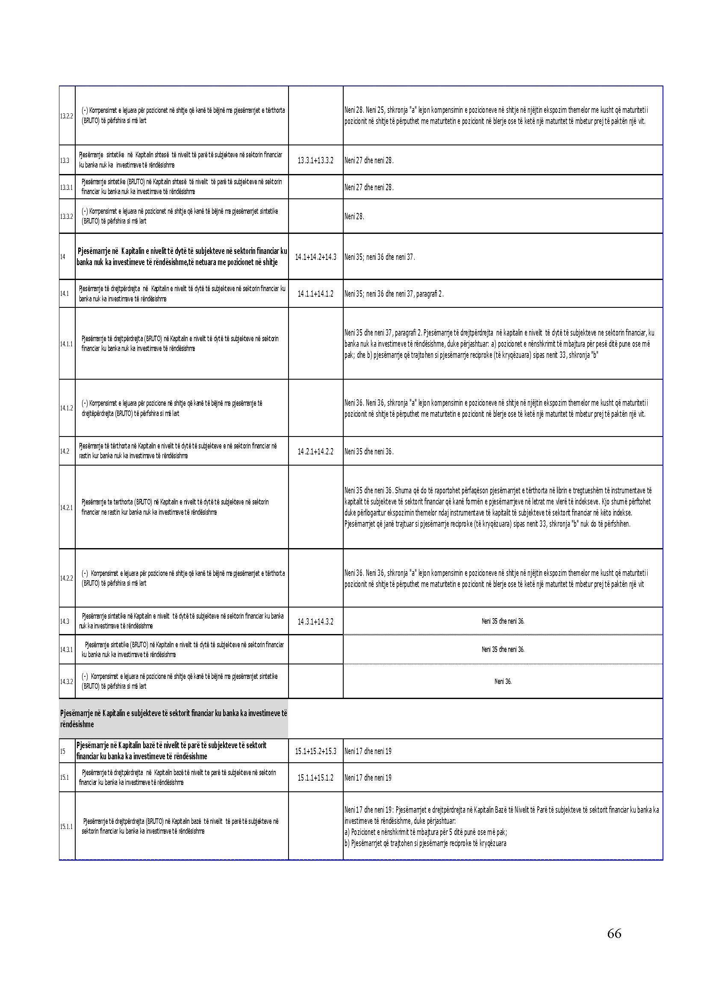 13.2.2
(-) Kompensimet e lejuara për pozicionet në shitje që kanë të bëjnë me pjesëmarrjet e tërthorta
(BRUTO) të përfshira si më lart
Neni 28. Neni 25, shkronja "a" lejon kompensimin e pozicioneve në shitje në njëjtin ekspozim themelor me kusht që maturiteti i
pozicionit në shitje të përputhet me maturitetin e pozicionit në blerje ose të ketë një maturitet të mbetur prej të paktën një vit.
13.3
Pjesëmarrje sintetike në Kapitalin shtesë të nivelit të parë të subjekteve në sektorin financiar
ku banka nuk ka investimeve të rëndësishme
13.3.1+13.3.2
Neni 27 dhe neni 28.
13.3.1
Pjesëmarrje sintetike (BRUTO) në Kapitalin shtesë të nivelit të parë të subjekteve në sektorin
financiar ku banka nuk ka investimeve të rëndësishme
Neni 27 dhe neni 28.
13.3.2
(-) Kompensimet e lejuara në pozicionet në shitje që kanë të bëjnë me pjesëmarrjet sintetike
(BRUTO) të përfshira si më lart
Neni 28.
14
Pjesëmarrje në Kapitalin e nivelit të dytë të subjekteve në sektorin financiar ku
banka nuk ka investimeve të rëndësishme,të netuara me pozicionet në shitje
14.1+14.2+14.3
Neni 35; neni 36 dhe neni 37.
14.1
Pjesëmarrje të drejtpërdrejta në Kapitalin e nivelit të dytë të subjekteve në sektorin financiar ku
banka nuk ka investimeve të rëndësishme
14.1.1+14.1.2
Neni 35; neni 36 dhe neni 37, paragrafi 2.
14.1.1
Pjesëmarrje të drejtpërdrejta (BRUTO) në Kapitalin e nivelit të dytë të subjekteve në sektorin
financiar ku banka nuk ka investimeve të rëndësishme
Neni 35 dhe neni 37, paragrafi 2. Pjesëmarrje të drejtpërdrejta në kapitalin e nivelit të dytë të subjekteve ne sektorin financiar, ku
banka nuk ka investimeve të rëndësishme, duke përjashtuar: a) pozicionet e nënshkrimit të mbajtura për pesë ditë pune ose më
pak; dhe b) pjesëmarrje që trajtohen si pjesëmarrje reciproke (të kryqëzuara) sipas nenit 33, shkronja "b"
14.1.2
(-) Kompensimet e lejuara për pozicione në shitje që kanë të bëjnë me pjesëmarrje të
drejtëpërdrejta (BRUTO) të përfshira si më lart
Neni 36. Neni 36, shkronja "a" lejon kompensimin e pozicioneve në shitje në njëjtin ekspozim themelor me kusht që maturiteti i
pozicionit në shitje të përputhet me maturitetin e pozicionit në blerje ose të ketë një maturitet të mbetur prej të paktën një vit.
14.2
Pjesëmarrje të tërthorta në Kapitalin e nivelit të dytë të subjekteve e në sektorin financiar në
rastin kur banka nuk ka investimeve të rëndësishme
14.2.1+14.2.2
Neni 35 dhe neni 36.
14.2.1
Pjesëmarrje te terthorta (BRUTO) në Kapitalin e nivelit të dytë të subjekteve në sektorin
financiar ne rastin kur banka nuk ka investimeve të rëndësishme
Neni 35 dhe neni 36. Shuma që do të raportohet përfaqëson pjesëmarrjet e tërthorta në librin e tregtueshëm të instrumentave të
kapitalit të subjekteve të sektorit financiar që kanë formën e pjesëmarrjeve në letrat me vlerë të indekseve. Kjo shumë përftohet
duke përllogaritur ekspozimin themelor ndaj instrumentave të kapitalit të subjekteve të sektorit financiar në këto indekse.
Pjesëmarrjet që janë trajtuar si pjesëmarrje reciproke (të kryqëzuara) sipas nenit 33, shkronja "b" nuk do të përfshihen.
14.2.2
(-) Kompensimet e lejuara për pozicione në shitje që kanë të bëjnë me pjesëmarrjet e tërthorta
(BRUTO) të përfshira si më lart
Neni 36. Neni 36, shkronja "a" lejon kompensimin e pozicioneve në shitje në njëjtin ekspozim themelor me kusht që maturiteti i
pozicionit në shitje të përputhet me maturitetin e pozicionit në blerje ose të ketë një maturitet të mbetur prej të paktën një vit
14.3
Pjesëmarrje sintetike në Kapitalin e nivelit të dytë të subjekteve në sektorin financiar ku banka
nuk ka investimeve të rëndësishme
14.3.1+14.3.2
Neni 35 dhe neni 36.
14.3.1
Pjesëmarrje sintetike (BRUTO) në Kapitalin e nivelit të dytë të subjekteve në sektorin financiar
ku banka nuk ka investimeve të rëndësishme
Neni 35 dhe neni 36.
14.3.2
(-) Kompensimet e lejuara në pozicione në shitje që kanë të bëjnë me pjesëmarrjet sintetike
(BRUTO) të përfshira si më lart
Neni 36.
Pjesëmarrje në Kapitalin e subjekteve të sektorit financiar ku banka ka investimeve të
rëndësishme
15
Pjesëmarrje në Kapitalin bazë të nivelit të parë të subjekteve të sektorit
financiar ku banka ka investimeve të rëndësishme
15.1+15.2+15.3
Neni 17 dhe neni 19
15.1
Pjesëmarrje të drejtpërdrejta në Kapitalin bazë të nivelit te parë të subjekteve në sektorin
financiar ku banka ka investimeve të rëndësishme
15.1.1+15.1.2
Neni 17 dhe neni 19
15.1.1
Pjesëmarrje të drejtpërdrejta (BRUTO) në Kapitalin bazë të nivelit të parë të subjekteve në
sektorin financiar ku banka ka investimeve të rëndësishme
Neni 17 dhe neni 19: Pjesëmarrjet e drejtpërdrejta në Kapitalin Bazë të Nivelit të Parë të subjekteve të sektorit financiar ku banka ka
investimeve të rëndësishme, duke përjashtuar:
a) Pozicionet e nënshkrimit të mbajtura për 5 ditë punë ose më pak;
b) Pjesëmarrjet që trajtohen si pjesëmarrje reciproke të kryqëzuara
66